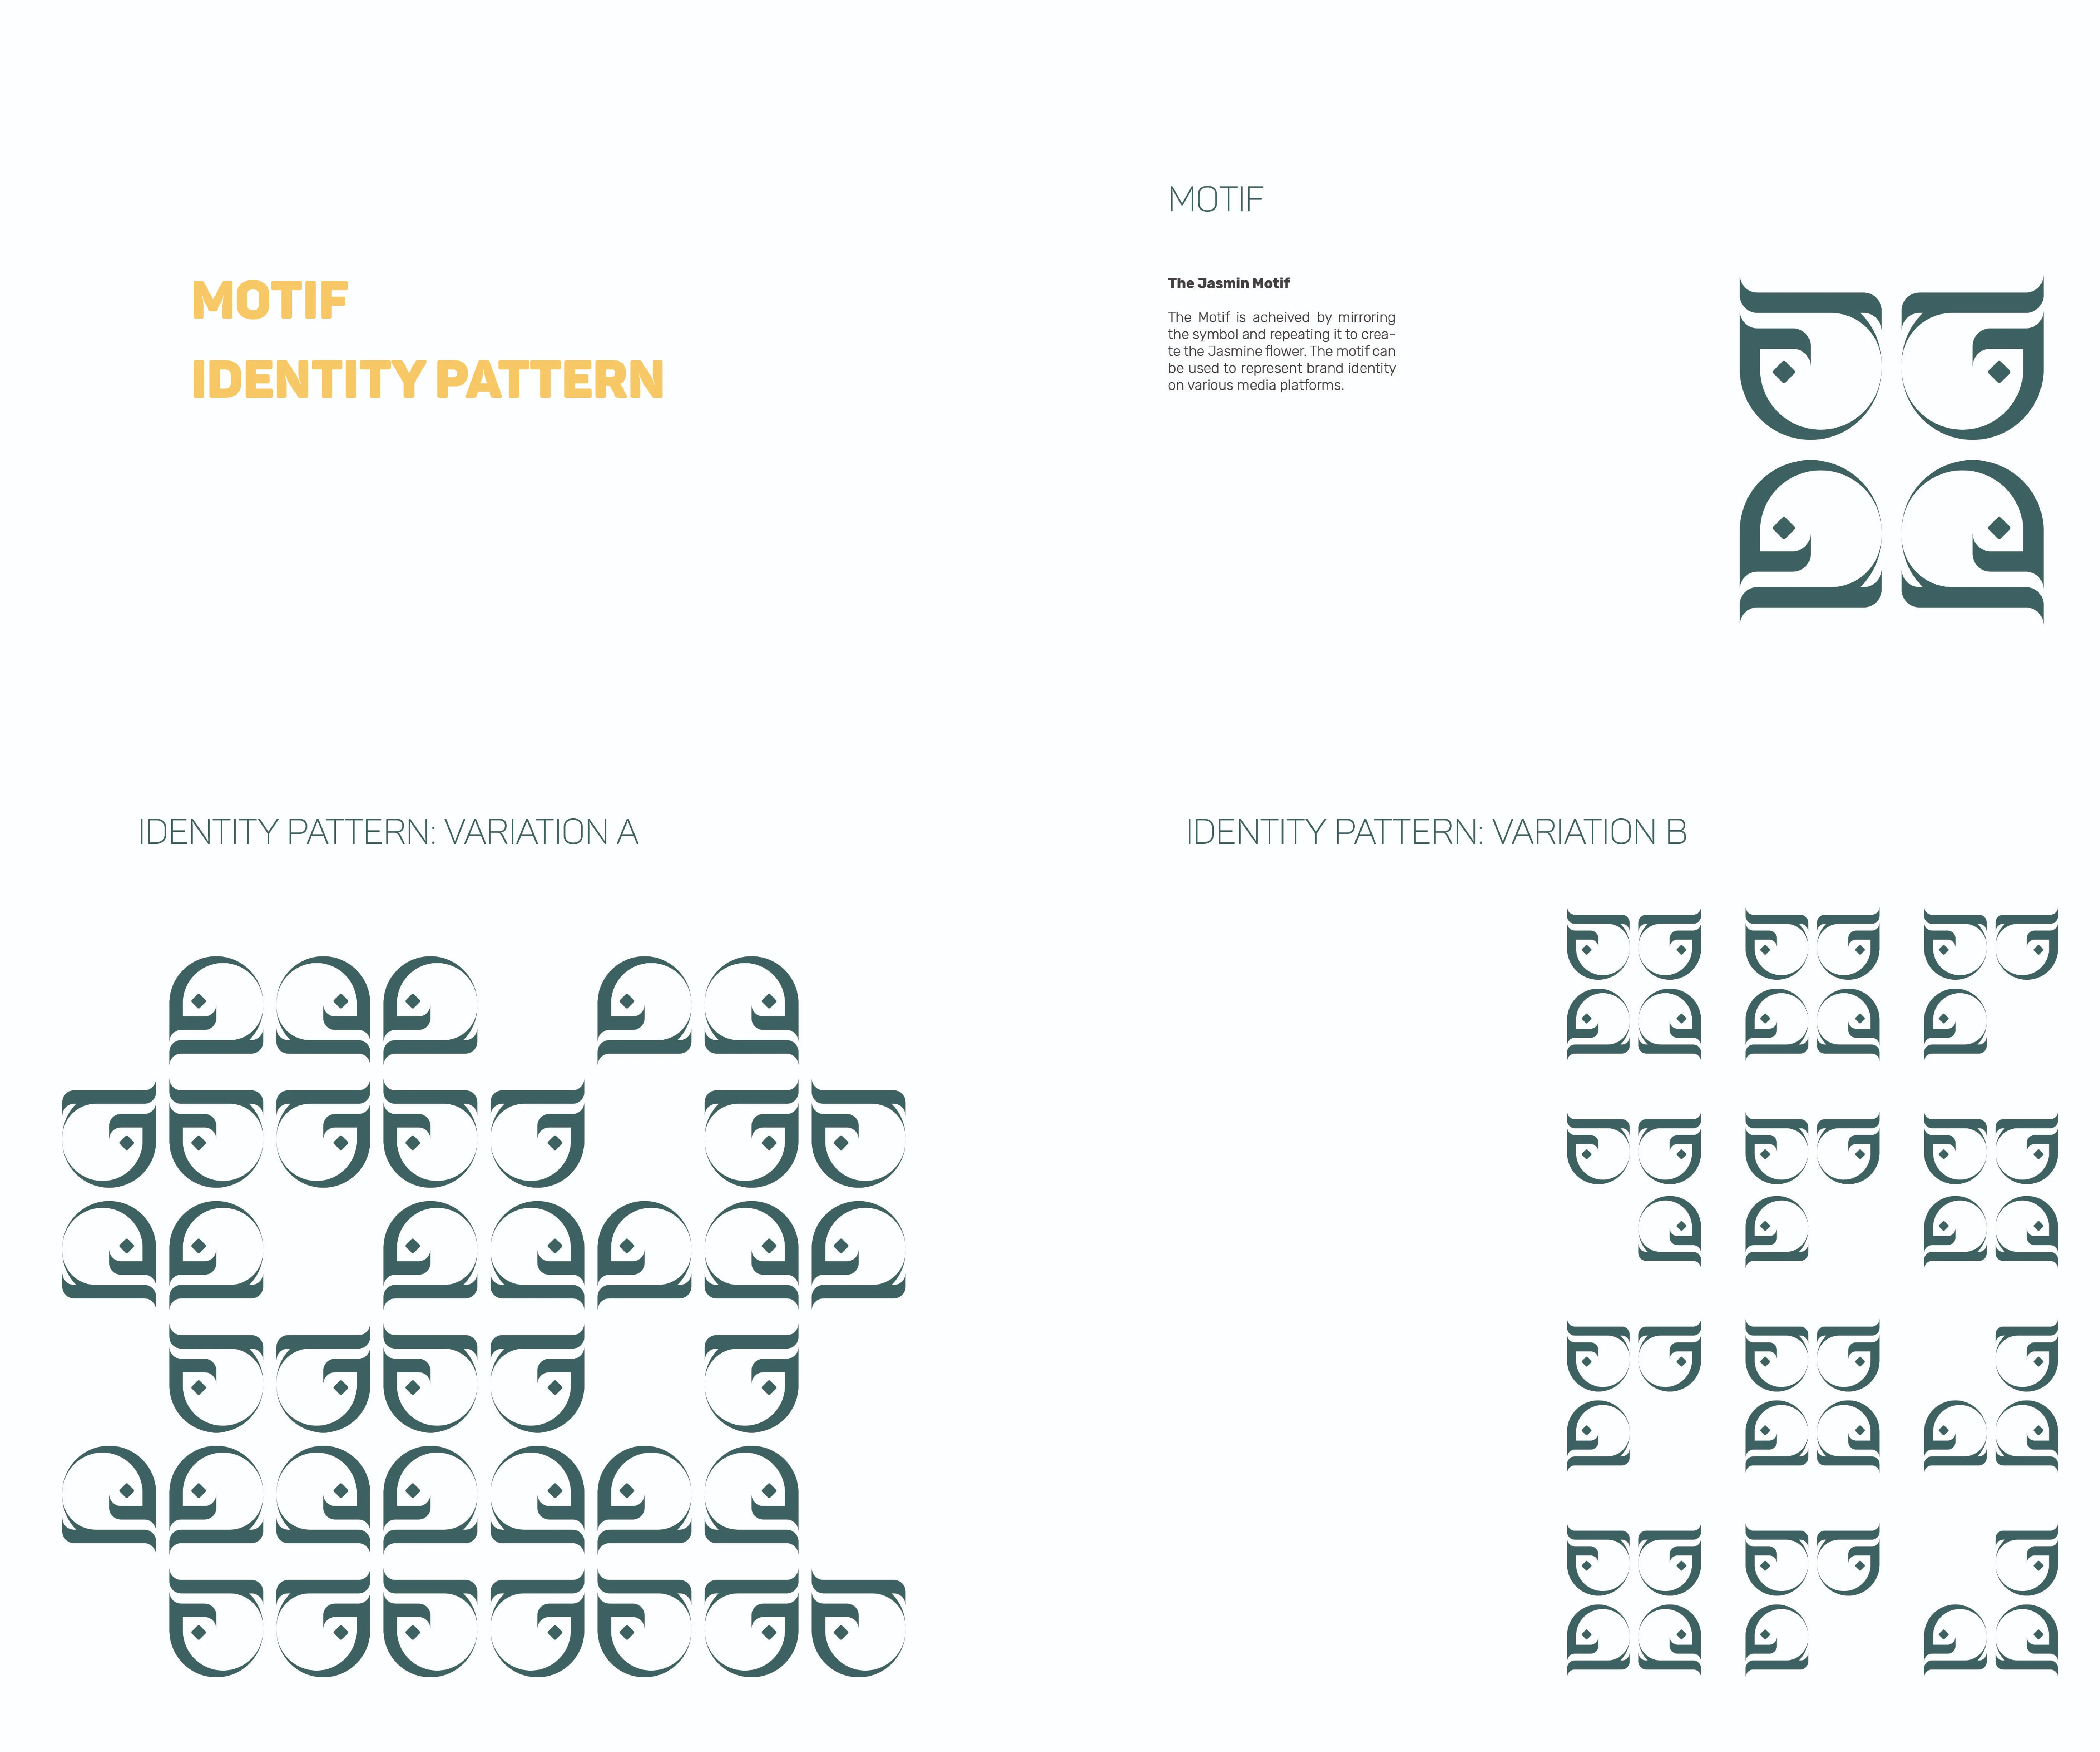 MOTIF
IDENTITY PATTERN
MOTIF
The Jasmin Motif
The Motif is acheived by mirroring
the symbol and repeating it to crea-
te the Jasmine flower. The motif can
be used to represent brand identity
on various media platforms.
IDENTITY PATTERN: VARIATION A
IDENTITY PATTERN: VARIATION B